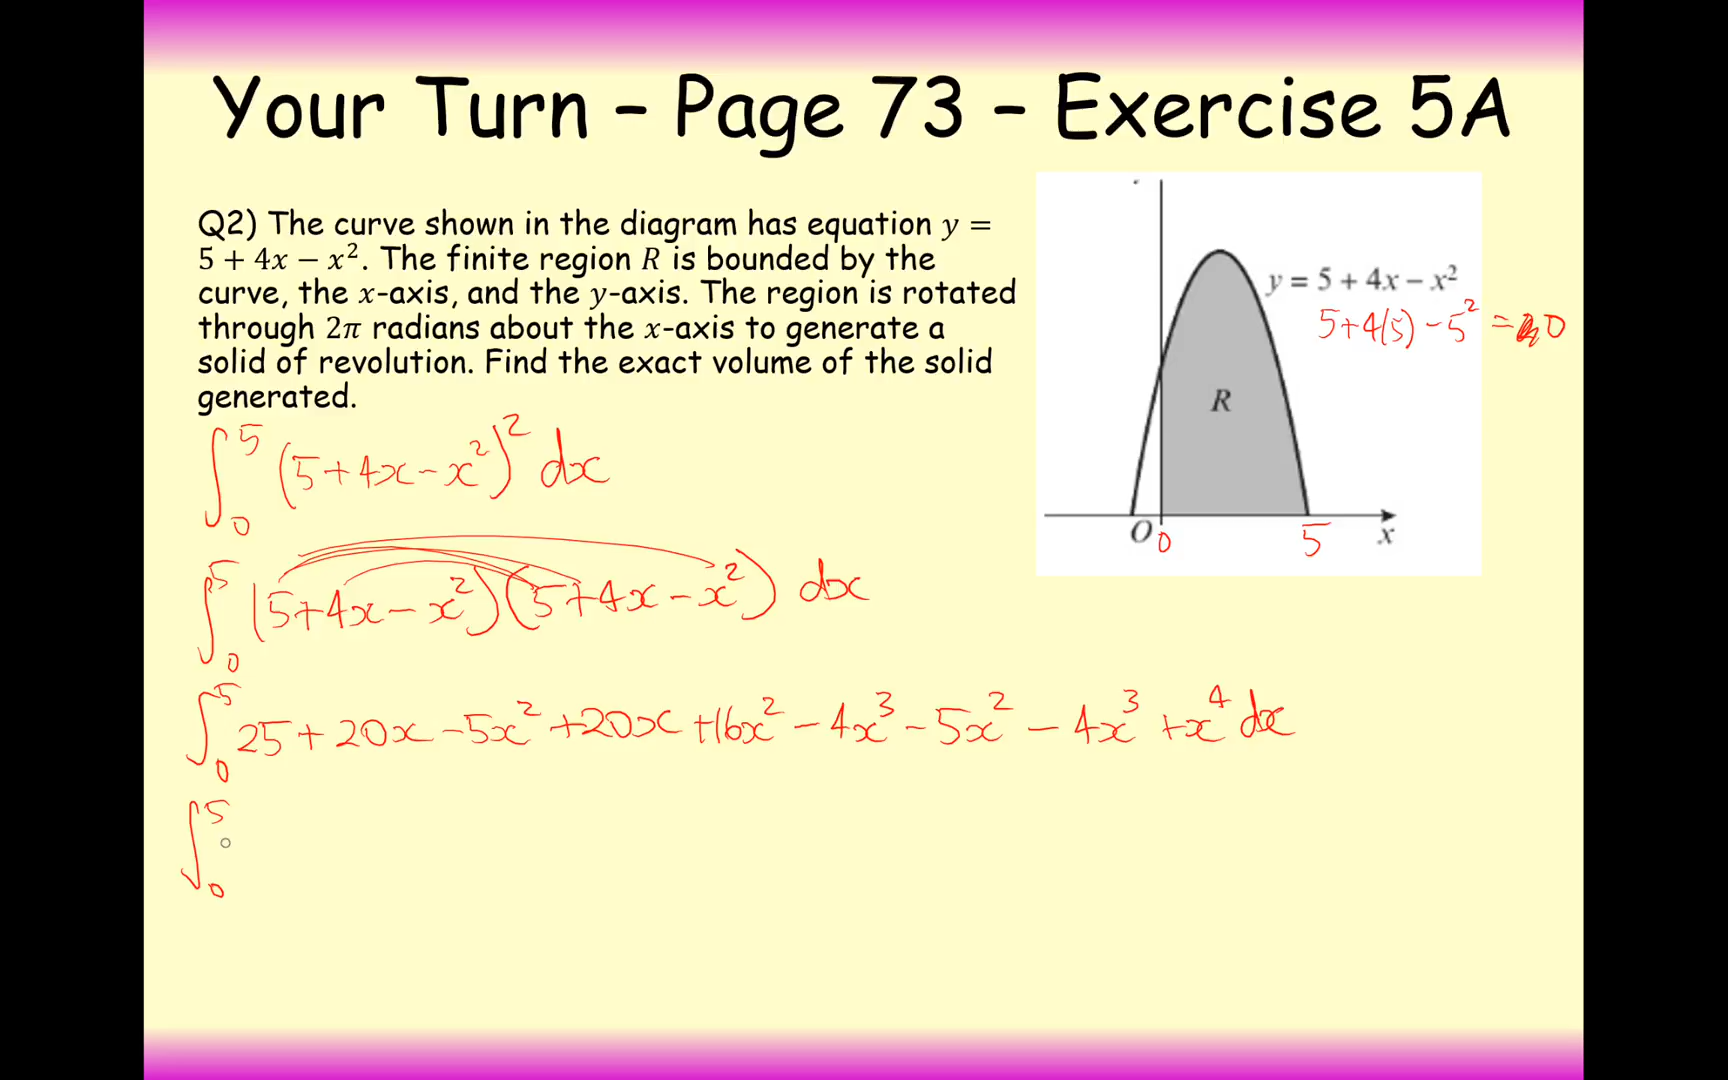 Your Turn – Page 73 – Exercise 5A
Q2) The curve shown in the diagram has equation y =
5 + 4x − x². The finite region R is bounded by the
curve, the x-axis, and the y-axis. The region is rotated
through 2π radians about the x-axis to generate a
solid of revolution. Find the exact volume of the solid
generated.
y = 5 + 4x − x²
5+4(5) −5² = 0
R
O 0 5 x
∫₀⁵ (5+4x−x²)² dx
∫₀⁵ (5+4x−x²)(5+4x−x²) dx
∫₀⁵ 25+20x−5x²+20x+16x²−4x³−5x²−4x³+x⁴ dx
∫₀⁵